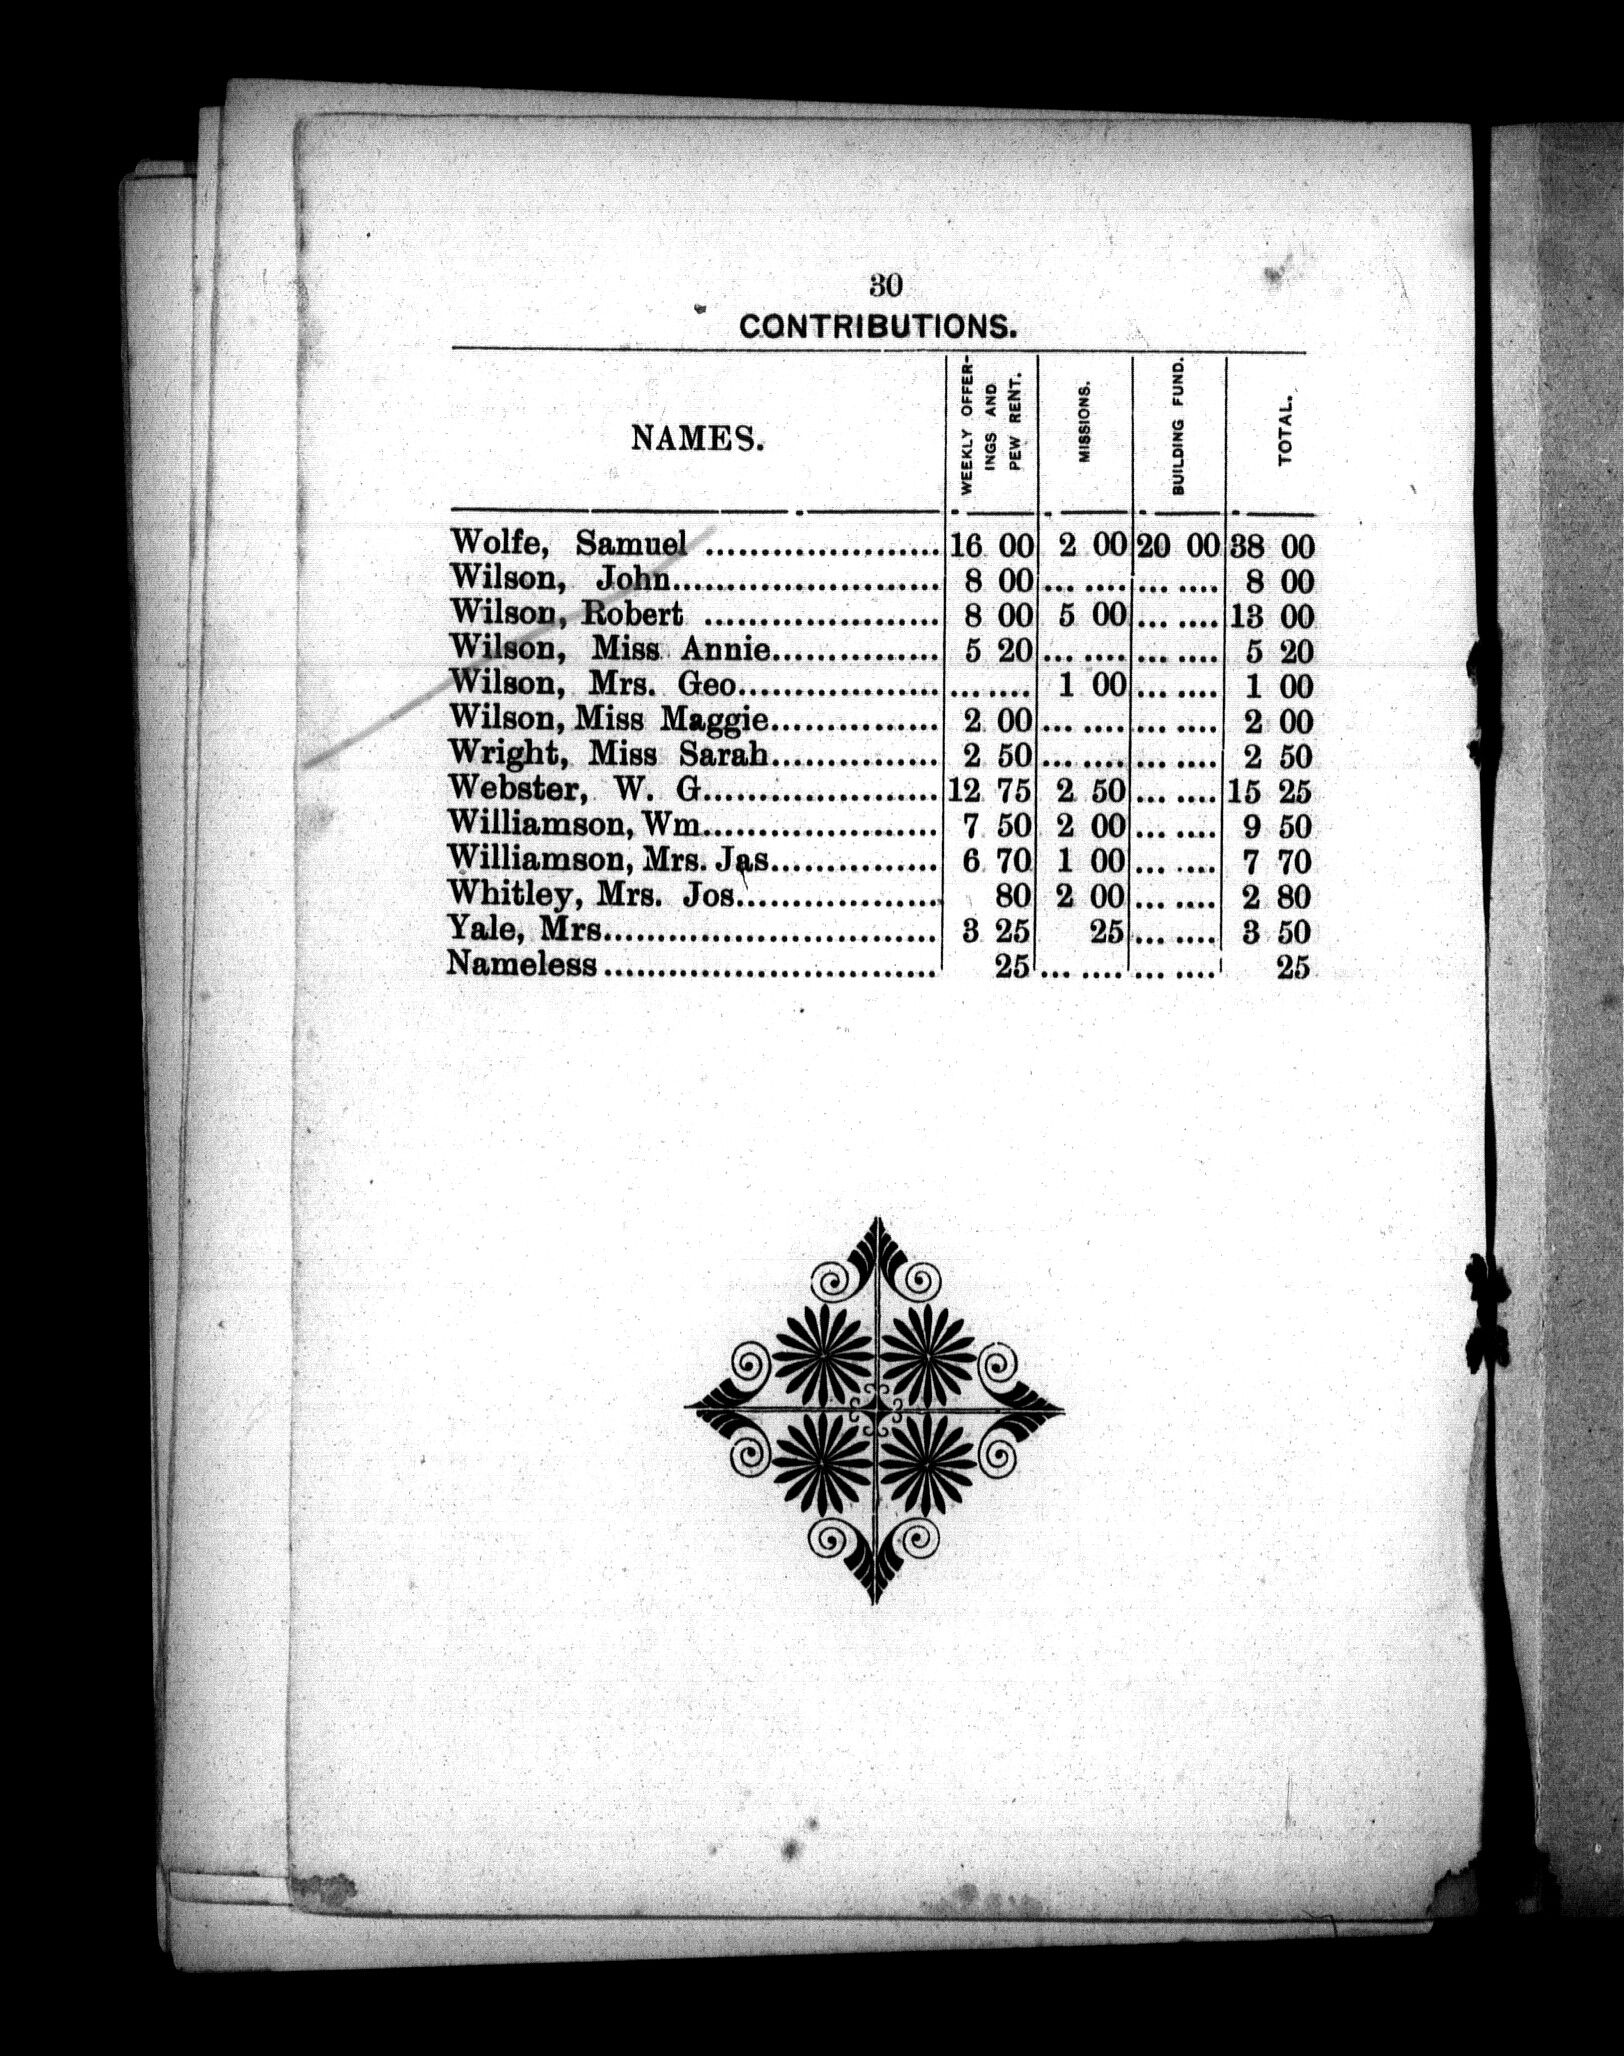 30
CONTRIBUTIONS.
NAMES. WEEKLY OFFER-INGS AND PEW RENT. MISSIONS. BUILDING FUND. TOTAL.
Wolfe, Samuel ..................... 16 00 2 00 20 00 38 00
Wilson, John........................ 8 00 ... .... ... .... 8 00
Wilson, Robert ..................... 8 00 5 00 ... .... 13 00
Wilson, Miss Annie............... 5 20 ... .... ... .... 5 20
Wilson, Mrs. Geo.................. ... .... 1 00 ... .... 1 00
Wilson, Miss Maggie............... 2 00 ... .... ... .... 2 00
Wright, Miss Sarah............... 2 50 ... .... ... .... 2 50
Webster, W. G..................... 12 75 2 50 ... .... 15 25
Williamson, Wm..................... 7 50 2 00 ... .... 9 50
Williamson, Mrs. Jas............... 6 70 1 00 ... .... 7 70
Whitley, Mrs. Jos.................. 80 2 00 ... .... 2 80
Yale, Mrs.............................. 3 25 25 ... .... 3 50
Nameless .............................. 25 ... .... ... .... 25